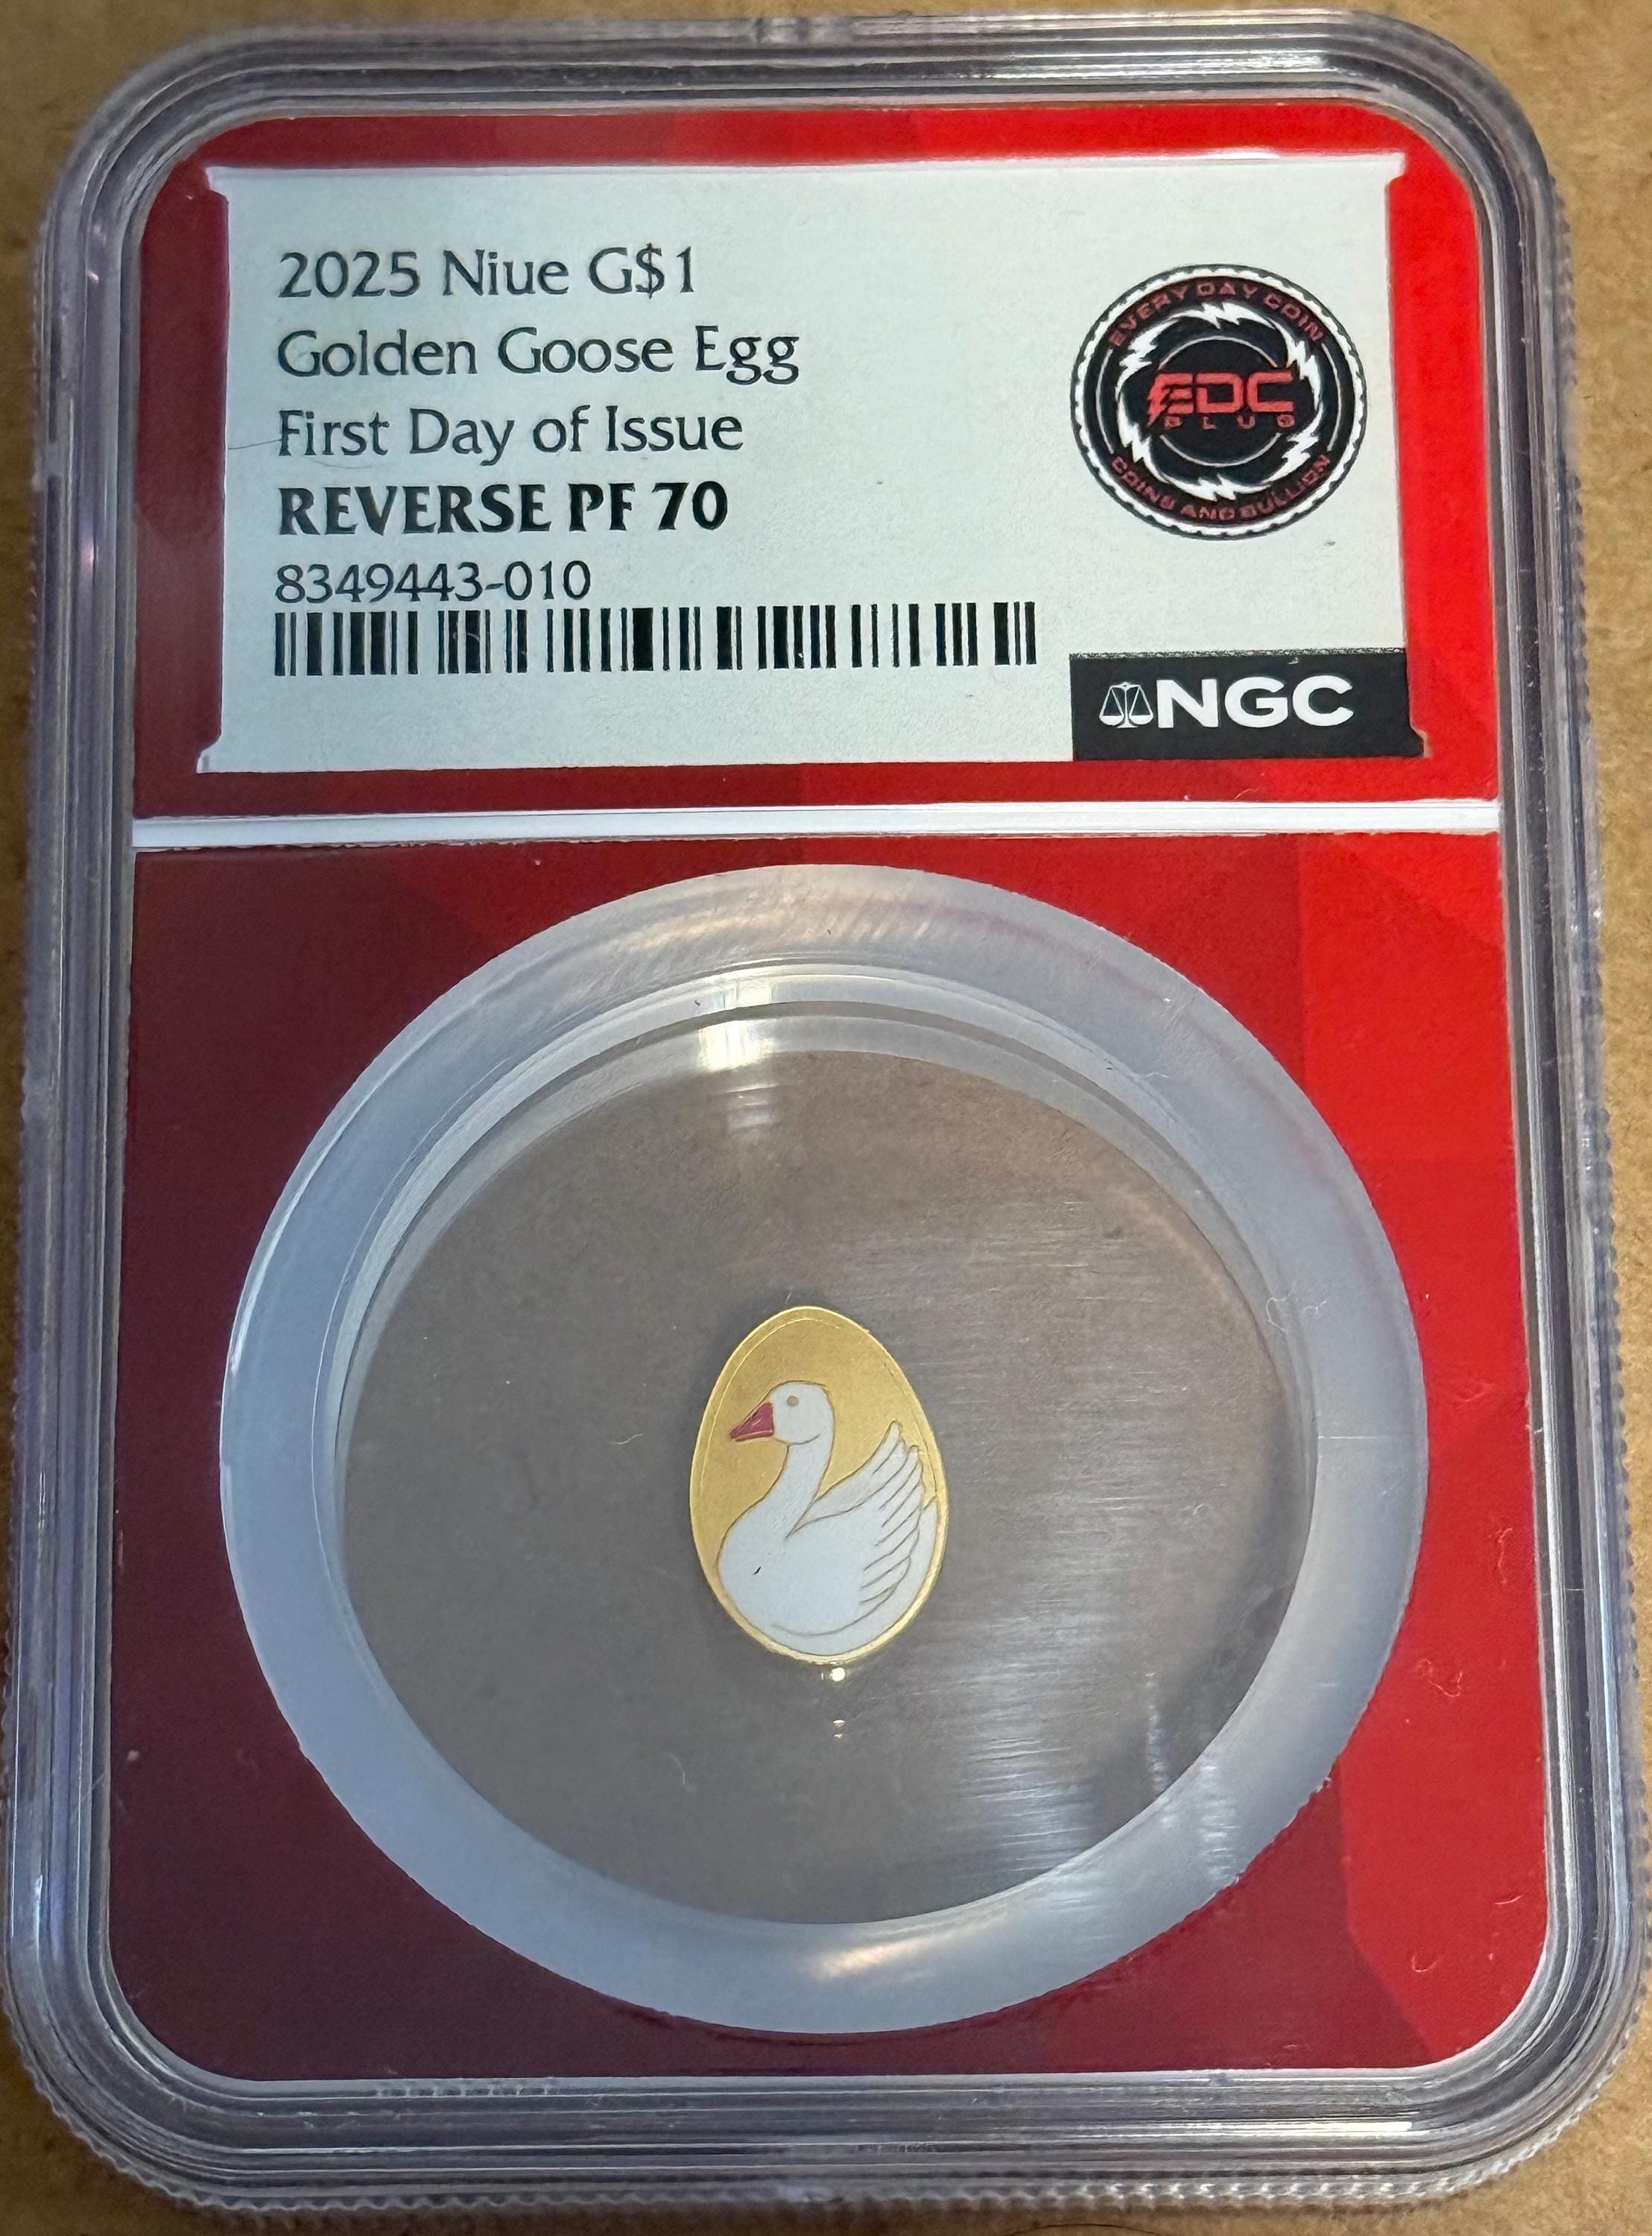 2025 Niue G$1
Golden Goose Egg
First Day of Issue
REVERSE PF 70
8349443-010
EVERY DAY COIN
EDC
PLUS
COINS AND BULLION
NGC